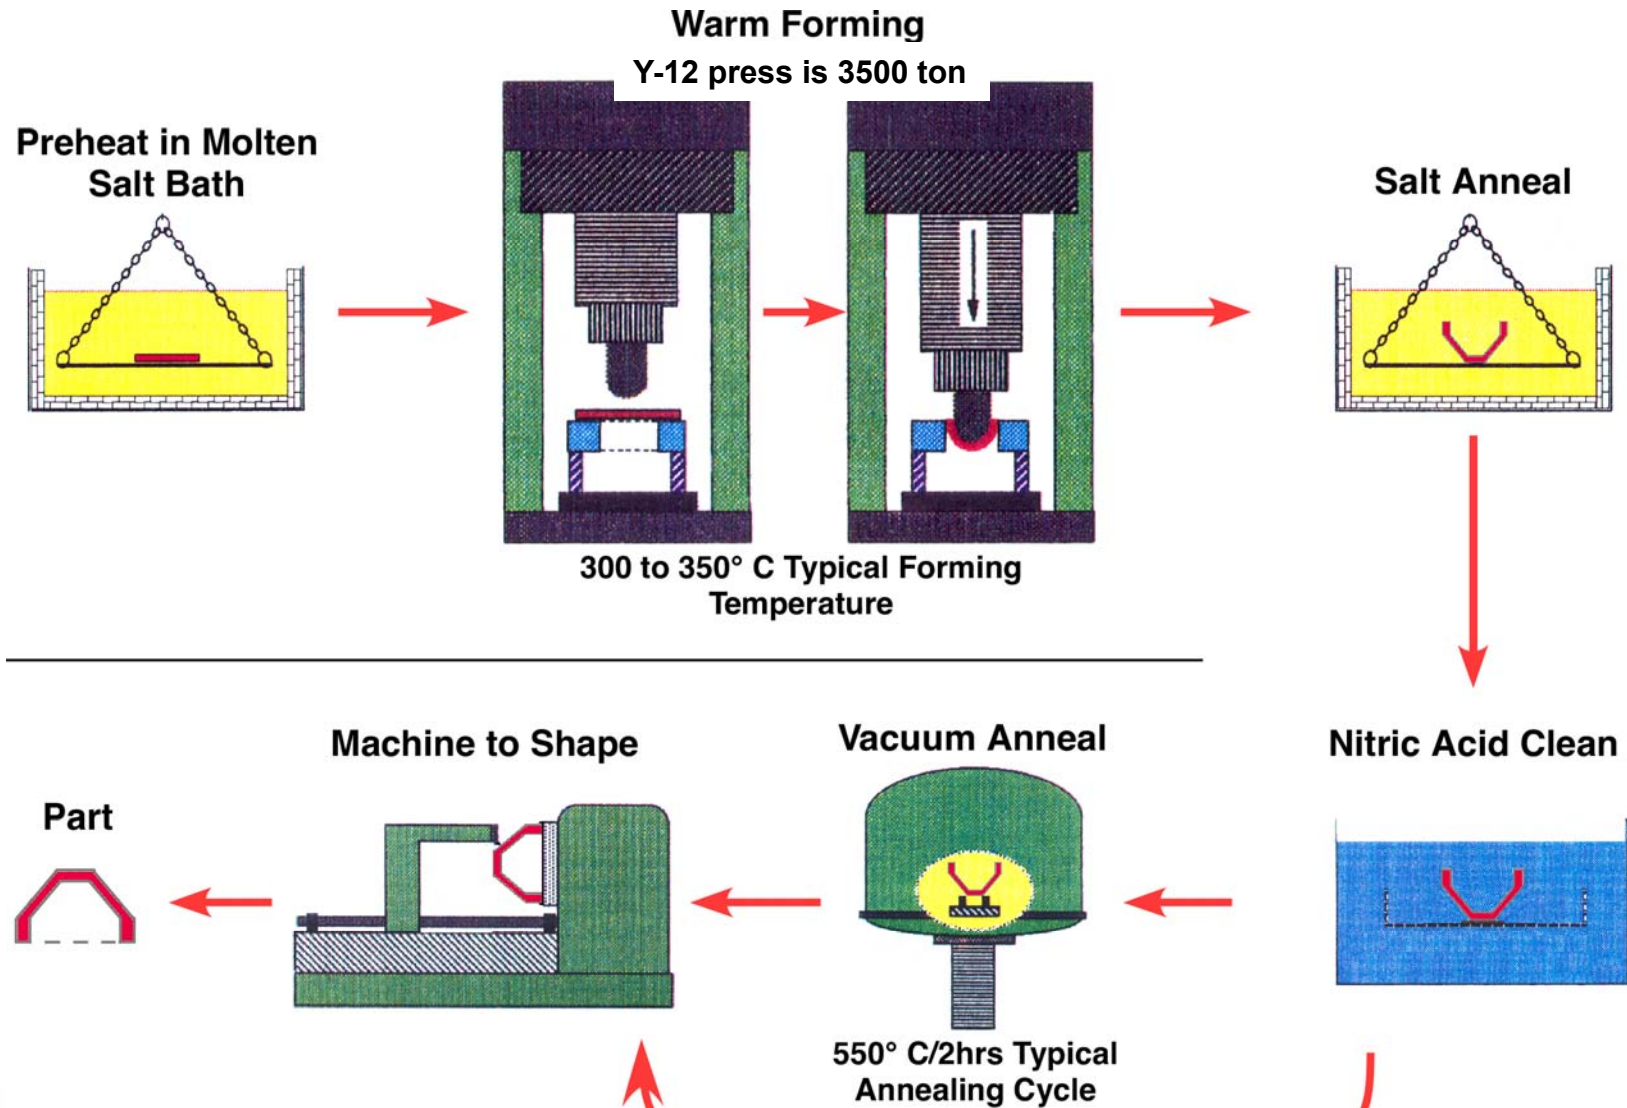 Warm Forming
Y-12 press is 3500 ton
Preheat in Molten
Salt Bath
Salt Anneal
300 to 350° C Typical Forming
Temperature
Machine to Shape
Vacuum Anneal
Nitric Acid Clean
Part
550° C/2hrs Typical
Annealing Cycle